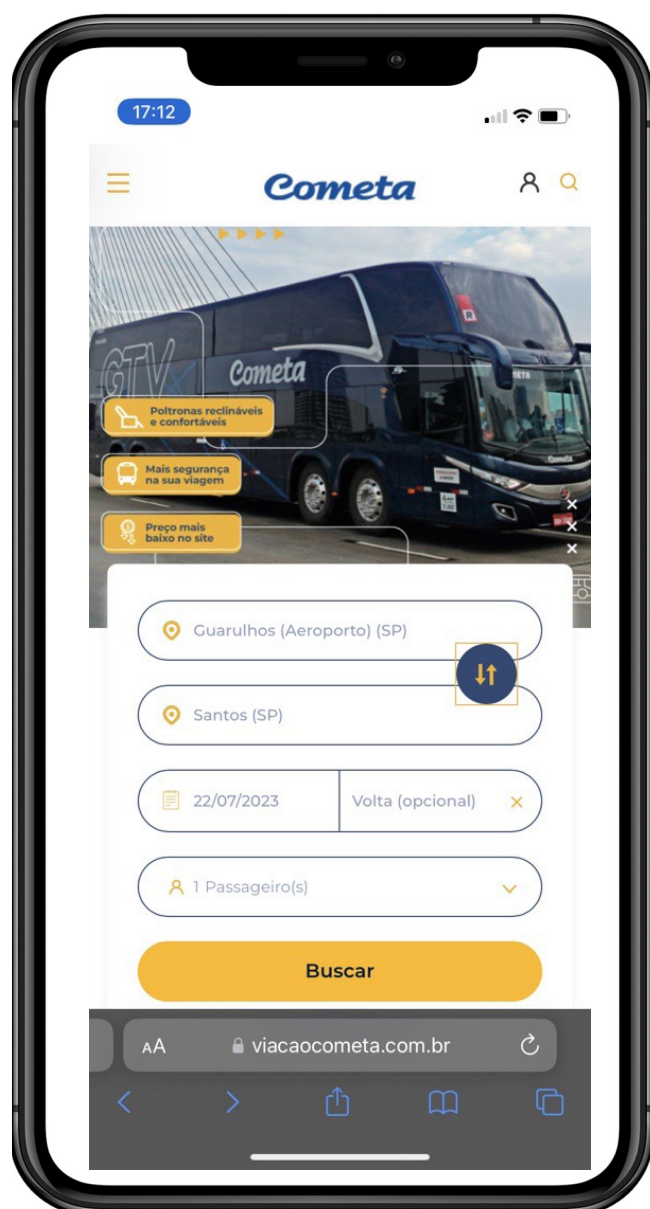 17:12
Cometa
GTV
Cometa
R
Poltronas reclináveis
e confortáveis
Mais segurança
na sua viagem
Preço mais
baixo no site
Guarulhos (Aeroporto) (SP)
Santos (SP)
22/07/2023
Volta (opcional)
1 Passageiro(s)
Buscar
AA
viacaocometa.com.br